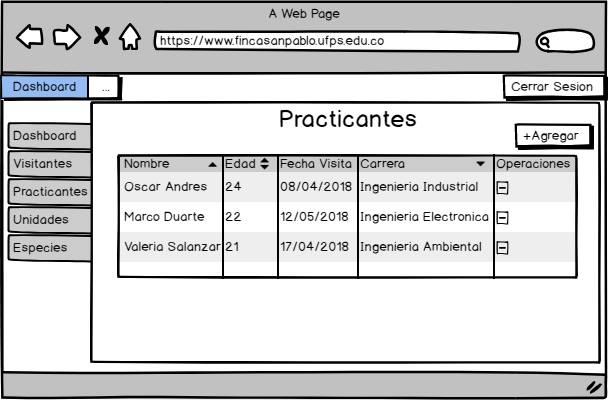 A Web Page
https://www.fincasanpablo.ufps.edu.co
Dashboard ... Cerrar Sesion
Practicantes
+Agregar
Dashboard
Visitantes
Practicantes
Unidades
Especies
Nombre Edad Fecha Visita Carrera Operaciones
Oscar Andres 24 08/04/2018 Ingenieria Industrial
Marco Duarte 22 12/05/2018 Ingenieria Electronica
Valeria Salanzar 21 17/04/2018 Ingenieria Ambiental